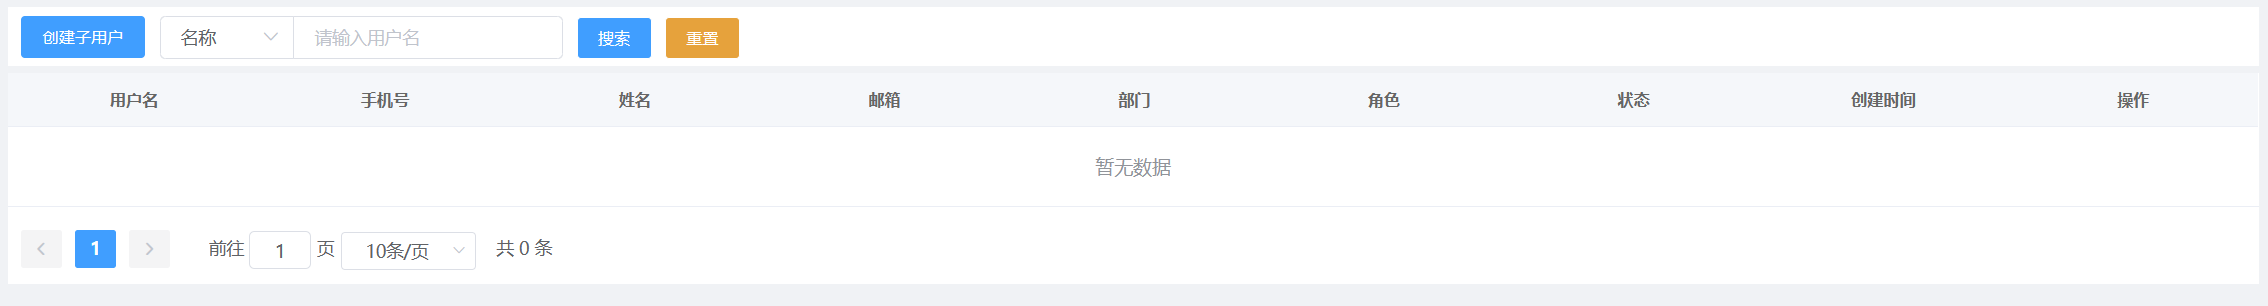 创建子用户 名称 请输入用户名 搜索 重置
用户名 手机号 姓名 邮箱 部门 角色 状态 创建时间 操作
暂无数据
1 前往 1 页 10条/页 共 0 条